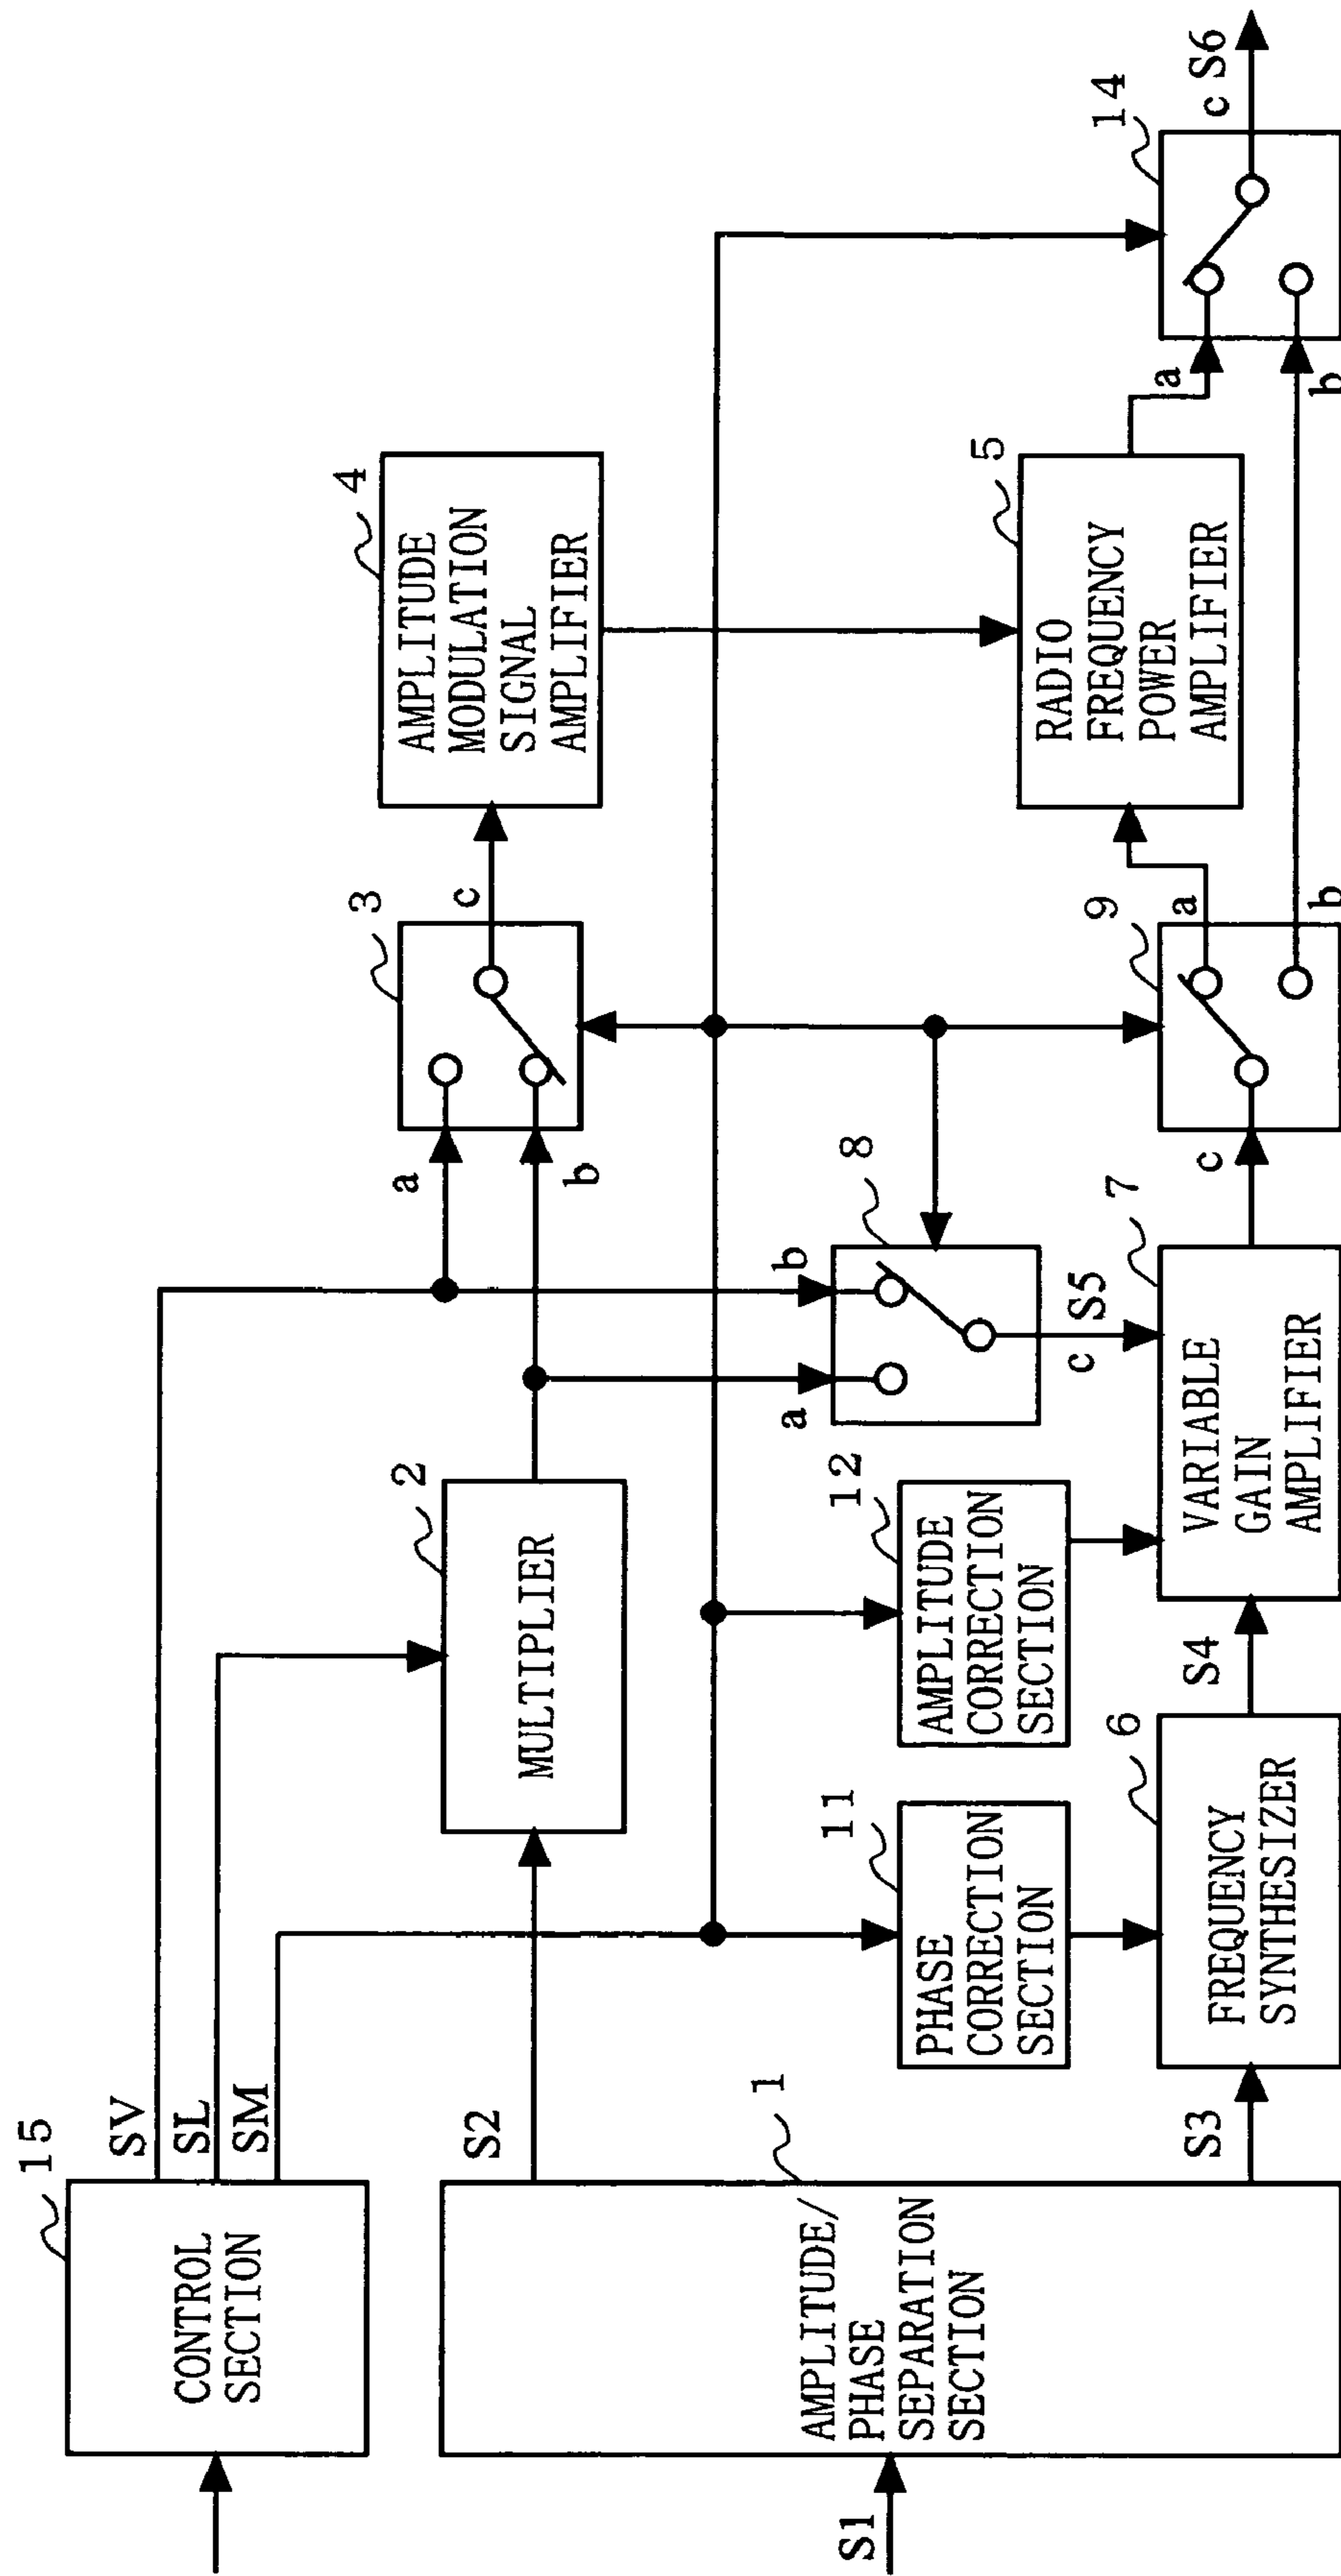 15
CONTROL
SECTION
SV
SL
SM
S1
AMPLITUDE/
PHASE
SEPARATION
SECTION
1
S2
S3
MULTIPLIER
2
PHASE
CORRECTION
SECTION
11
AMPLITUDE
CORRECTION
SECTION
12
FREQUENCY
SYNTHESIZER
6
S4
VARIABLE
GAIN
AMPLIFIER
7
a
b
c
S5
8
a
b
c
3
AMPLITUDE
MODULATION
SIGNAL
AMPLIFIER
4
c
a
b
9
RADIO
FREQUENCY
POWER
AMPLIFIER
5
a
b
c
S6
14